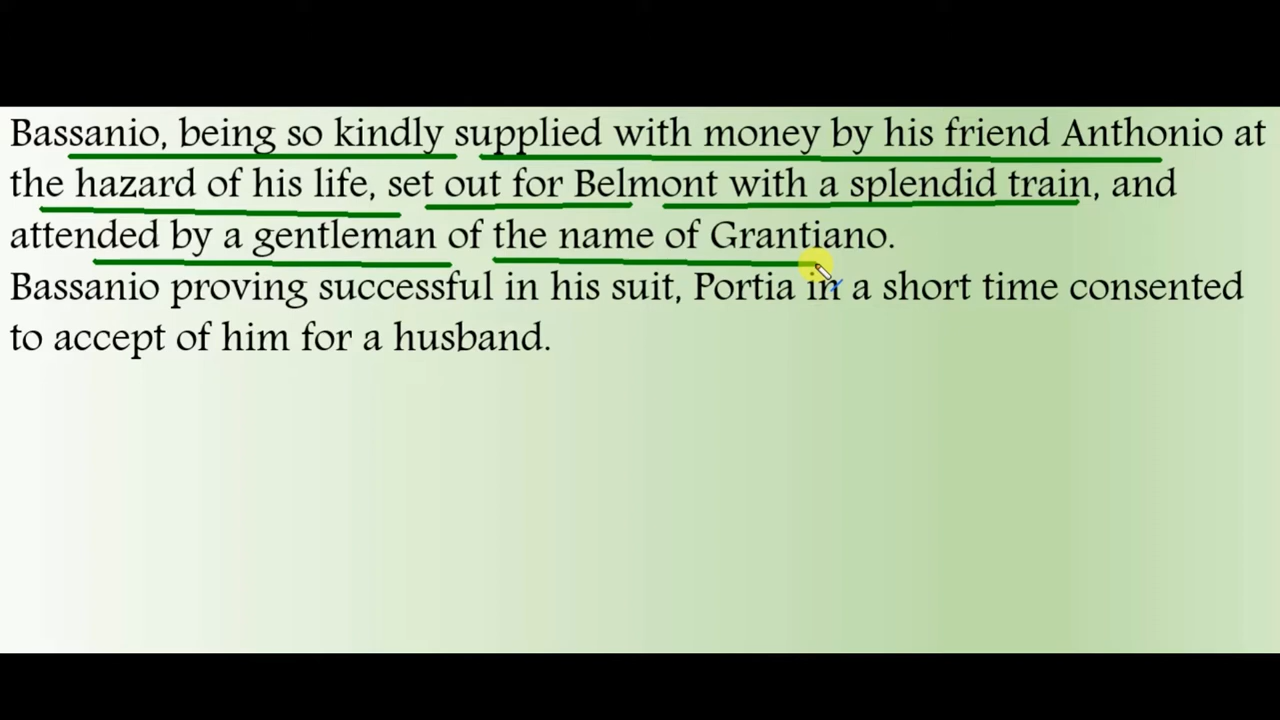 Bassanio, being so kindly supplied with money by his friend Anthonio at
the hazard of his life, set out for Belmont with a splendid train, and
attended by a gentleman of the name of Grantiano.
Bassanio proving successful in his suit, Portia in a short time consented
to accept of him for a husband.